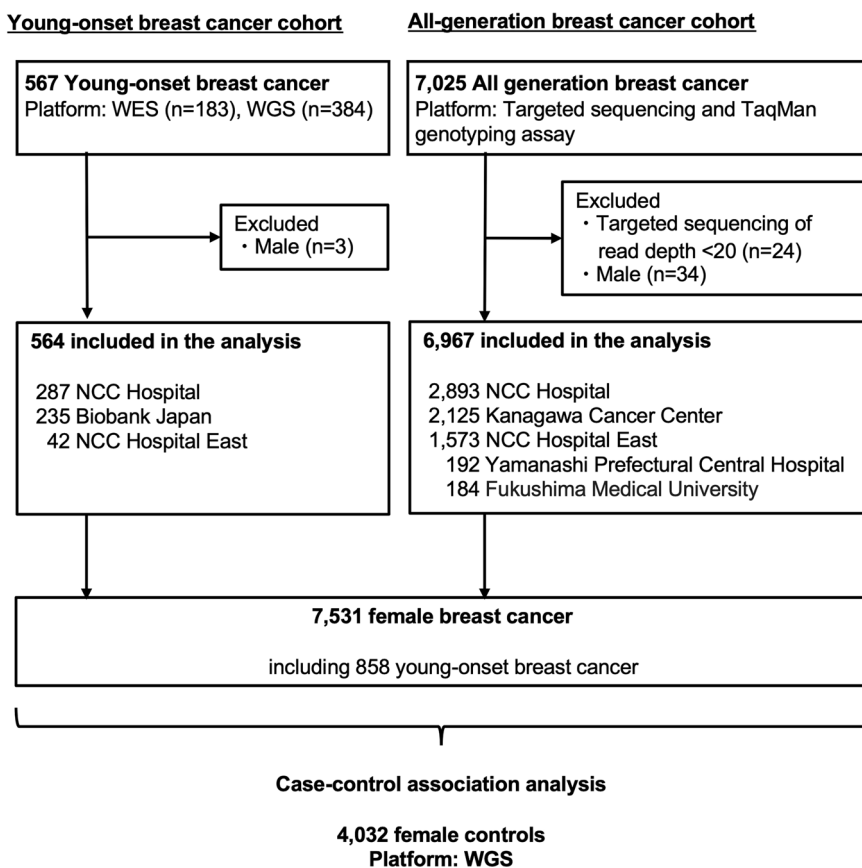 Young-onset breast cancer cohort
567 Young-onset breast cancer
Platform: WES (n=183), WGS (n=384)
Excluded
・Male (n=3)
564 included in the analysis
287 NCC Hospital
235 Biobank Japan
42 NCC Hospital East
All-generation breast cancer cohort
7,025 All generation breast cancer
Platform: Targeted sequencing and TaqMan
genotyping assay
Excluded
・Targeted sequencing of
read depth <20 (n=24)
・Male (n=34)
6,967 included in the analysis
2,893 NCC Hospital
2,125 Kanagawa Cancer Center
1,573 NCC Hospital East
192 Yamanashi Prefectural Central Hospital
184 Fukushima Medical University
7,531 female breast cancer
including 858 young-onset breast cancer
Case-control association analysis
4,032 female controls
Platform: WGS